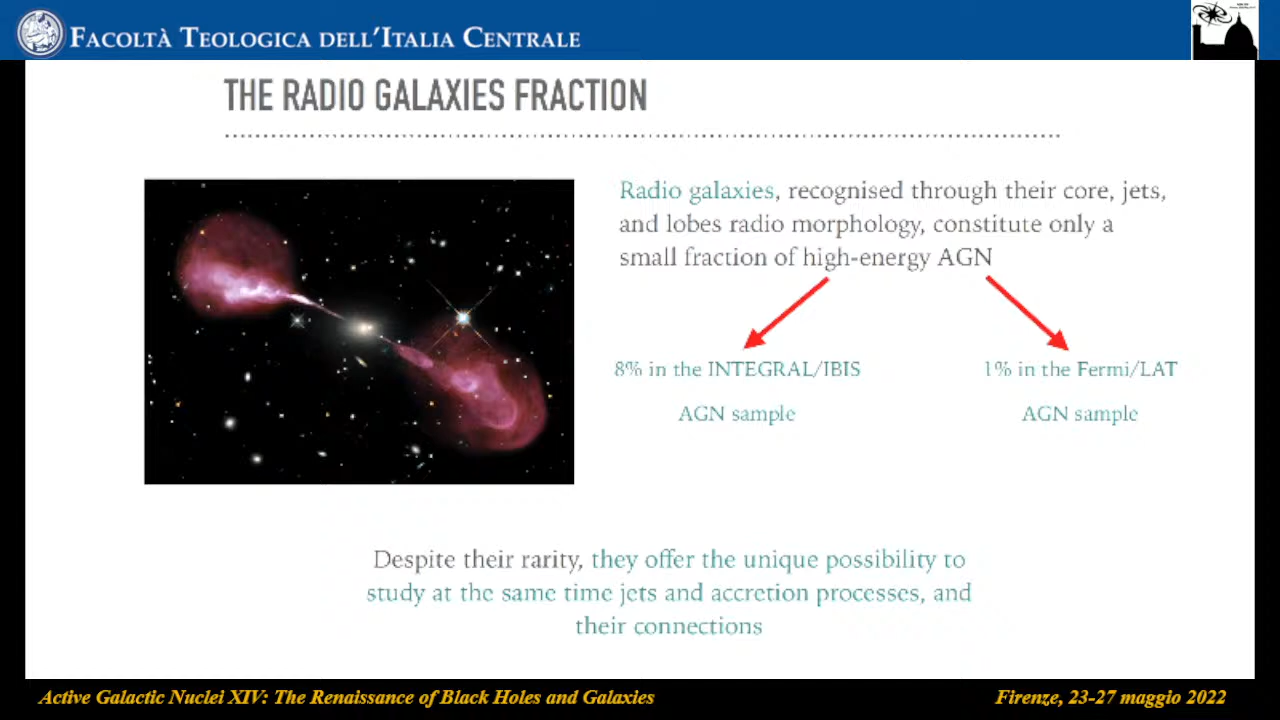 FACOLTÀ TEOLOGICA DELL'ITALIA CENTRALE
THE RADIO GALAXIES FRACTION
Radio galaxies, recognised through their core, jets,
and lobes radio morphology, constitute only a
small fraction of high-energy AGN
8% in the INTEGRAL/IBIS
AGN sample
1% in the Fermi/LAT
AGN sample
Despite their rarity, they offer the unique possibility to
study at the same time jets and accretion processes, and
their connections
Active Galactic Nuclei XIV: The Renaissance of Black Holes and Galaxies
Firenze, 23-27 maggio 2022